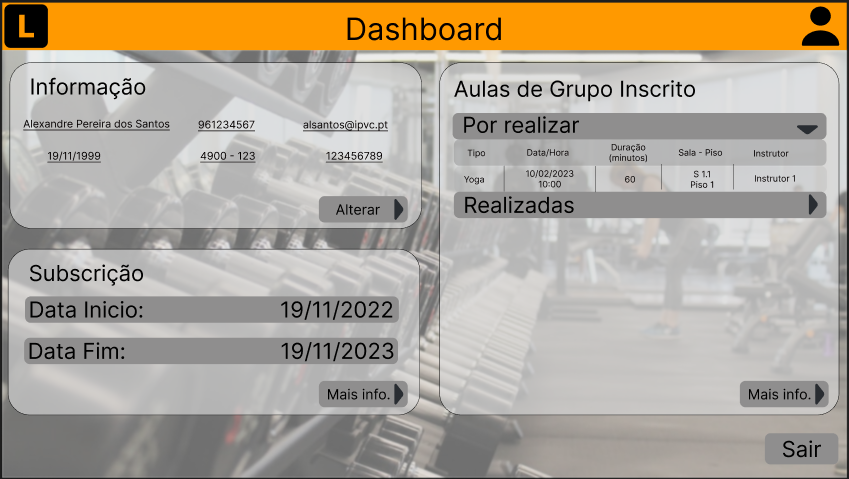 L
Dashboard
Informação
Alexandre Pereira dos Santos 961234567 alsantos@ipvc.pt
19/11/1999 4900 - 123 123456789
Alterar
Subscrição
Data Inicio: 19/11/2022
Data Fim: 19/11/2023
Mais info.
Aulas de Grupo Inscrito
Por realizar
Tipo Data/Hora Duração (minutos) Sala - Piso Instrutor
Yoga 10/02/2023 10:00 60 S 1.1 Piso 1 Instrutor 1
Realizadas
Mais info.
Sair